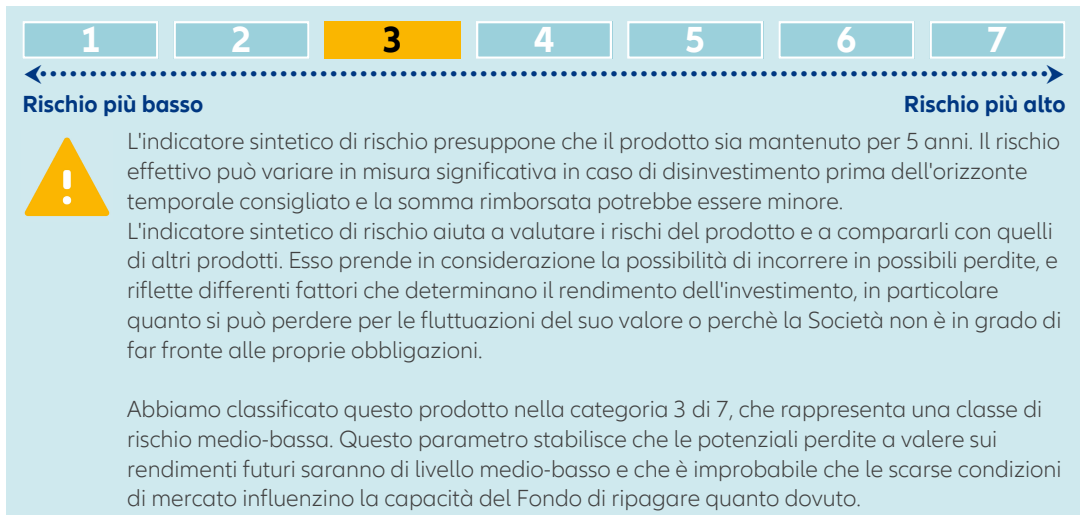 1 2 3 4 5 6 7
Rischio più basso Rischio più alto
L'indicatore sintetico di rischio presuppone che il prodotto sia mantenuto per 5 anni. Il rischio
effettivo può variare in misura significativa in caso di disinvestimento prima dell'orizzonte
temporale consigliato e la somma rimborsata potrebbe essere minore.
L'indicatore sintetico di rischio aiuta a valutare i rischi del prodotto e a compararli con quelli
di altri prodotti. Esso prende in considerazione la possibilità di incorrere in possibili perdite, e
riflette differenti fattori che determinano il rendimento dell'investimento, in particolare
quanto si può perdere per le fluttuazioni del suo valore o perchè la Società non è in grado di
far fronte alle proprie obbligazioni.
Abbiamo classificato questo prodotto nella categoria 3 di 7, che rappresenta una classe di
rischio medio-bassa. Questo parametro stabilisce che le potenziali perdite a valere sui
rendimenti futuri saranno di livello medio-basso e che è improbabile che le scarse condizioni
di mercato influenzino la capacità del Fondo di ripagare quanto dovuto.